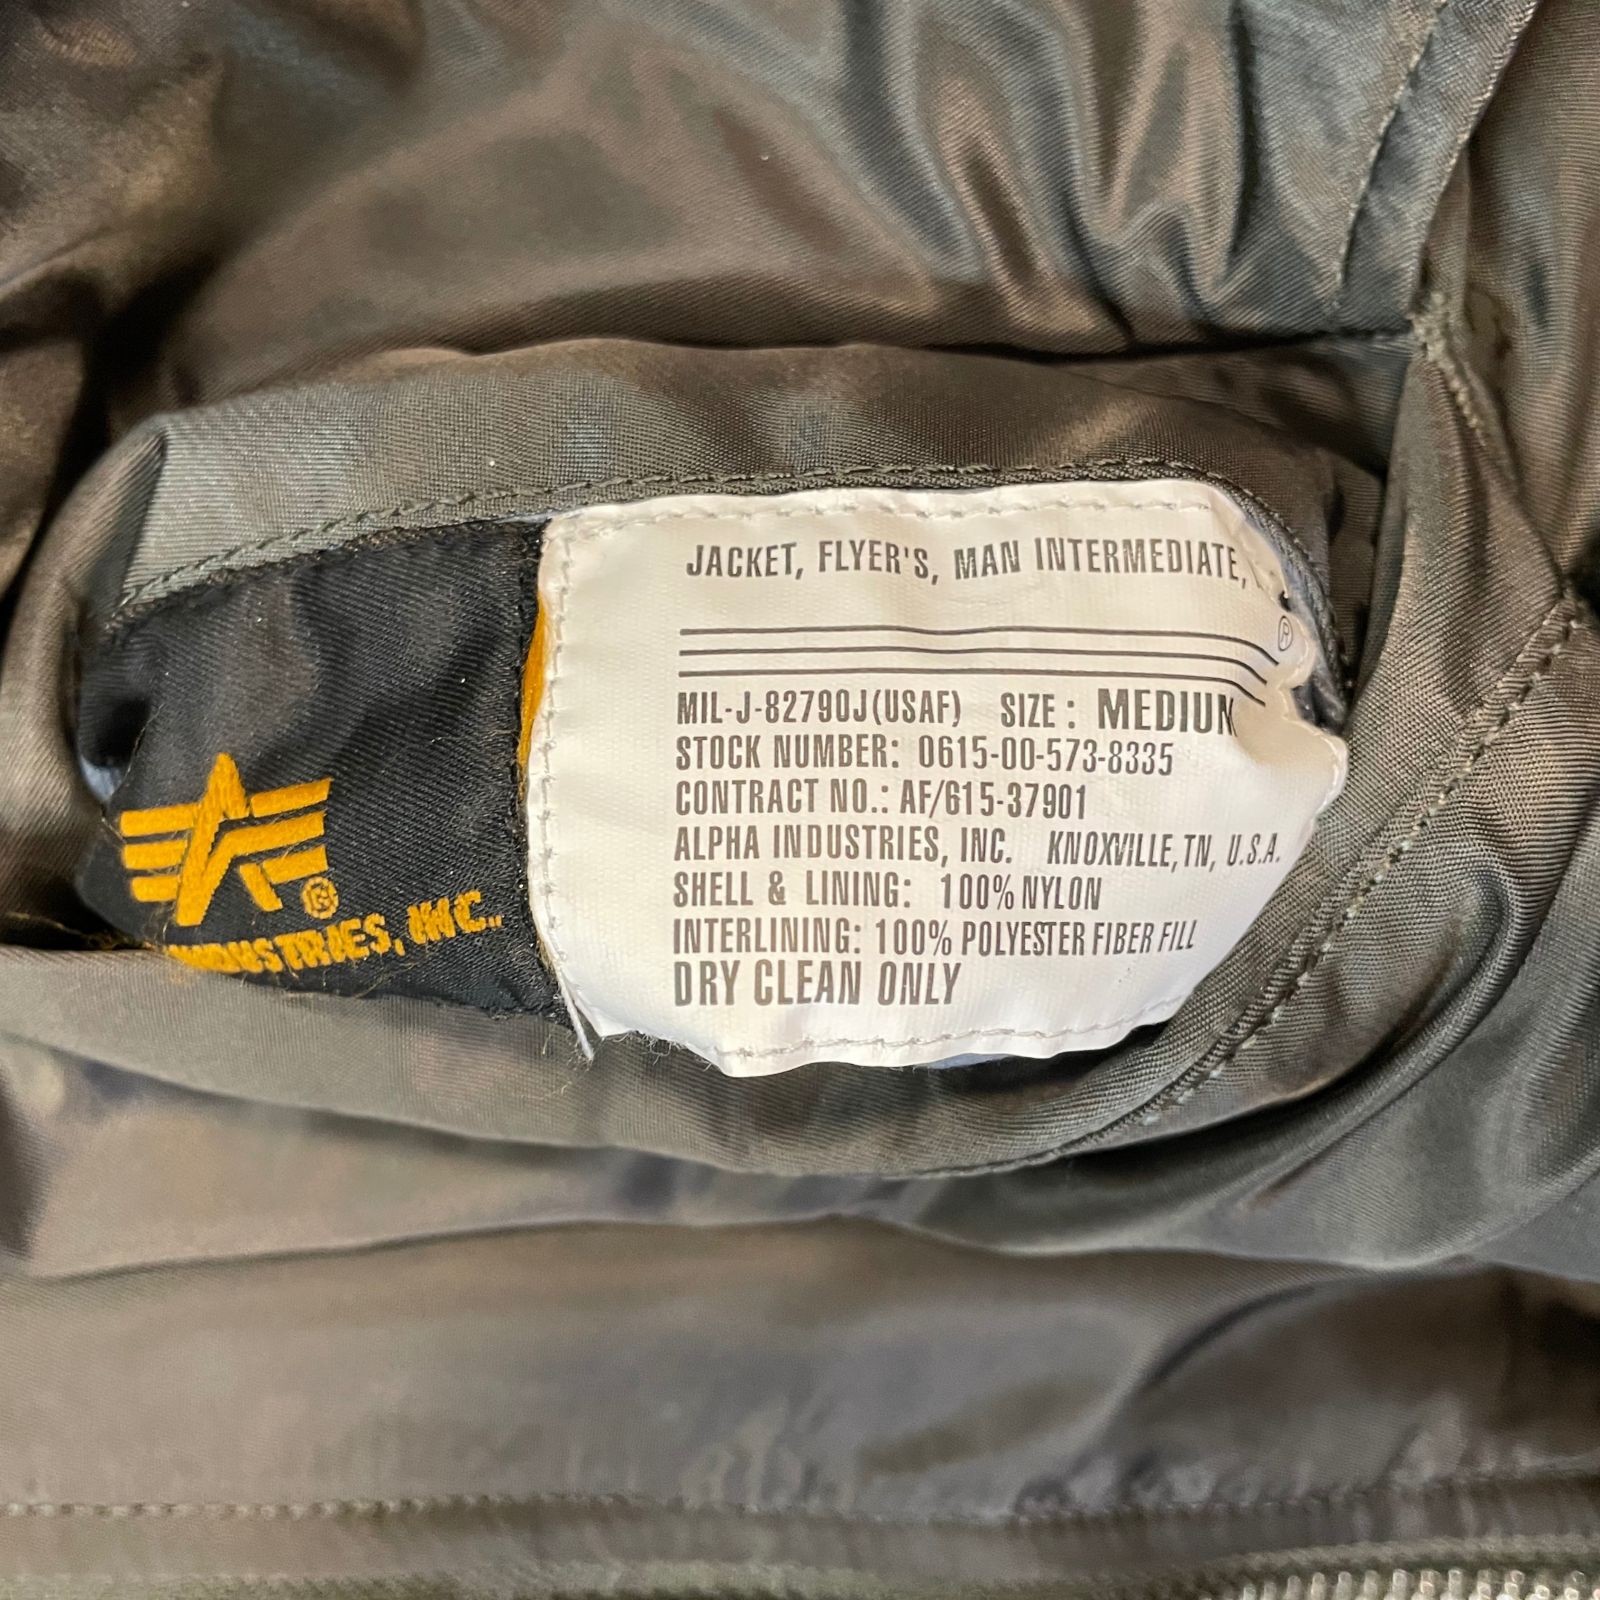 JACKET, FLYER'S, MAN INTERMEDIATE,
®
MIL-J-82790J(USAF) SIZE: MEDIUM
STOCK NUMBER: 0615-00-573-8335
CONTRACT NO.: AF/615-37901
ALPHA INDUSTRIES, INC. KNOXVILLE, TN, U.S.A.
SHELL & LINING: 100% NYLON
INTERLINING: 100% POLYESTER FIBER FILL
DRY CLEAN ONLY
®
INDUSTRIES, INC.